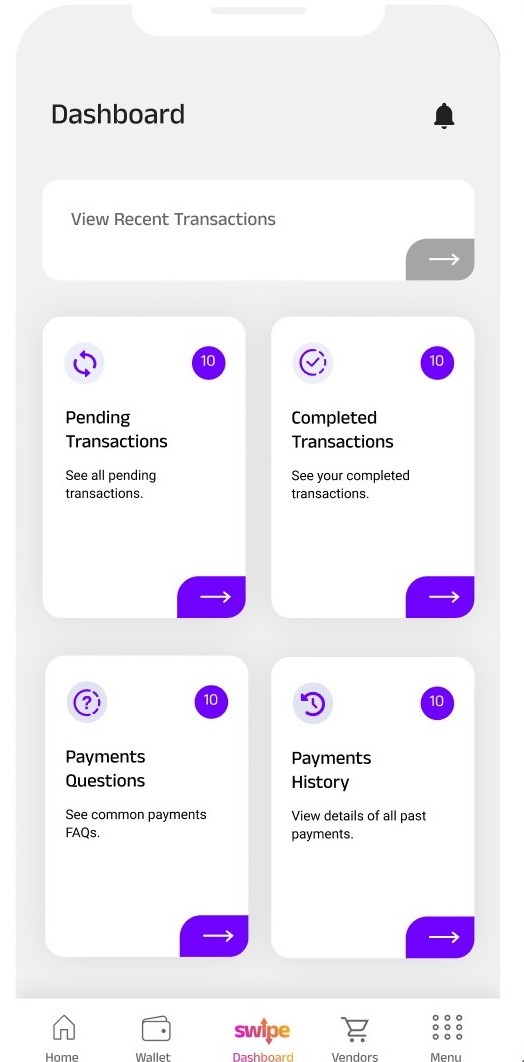 Dashboard
View Recent Transactions
10
10
Pending
Transactions
Completed
Transactions
See all pending
transactions.
See your completed
transactions.
?
10
10
Payments
Questions
Payments
History
See common payments
FAQs.
View details of all past
payments.
swipe
Home
Wallet
Dashboard
Vendors
Menu